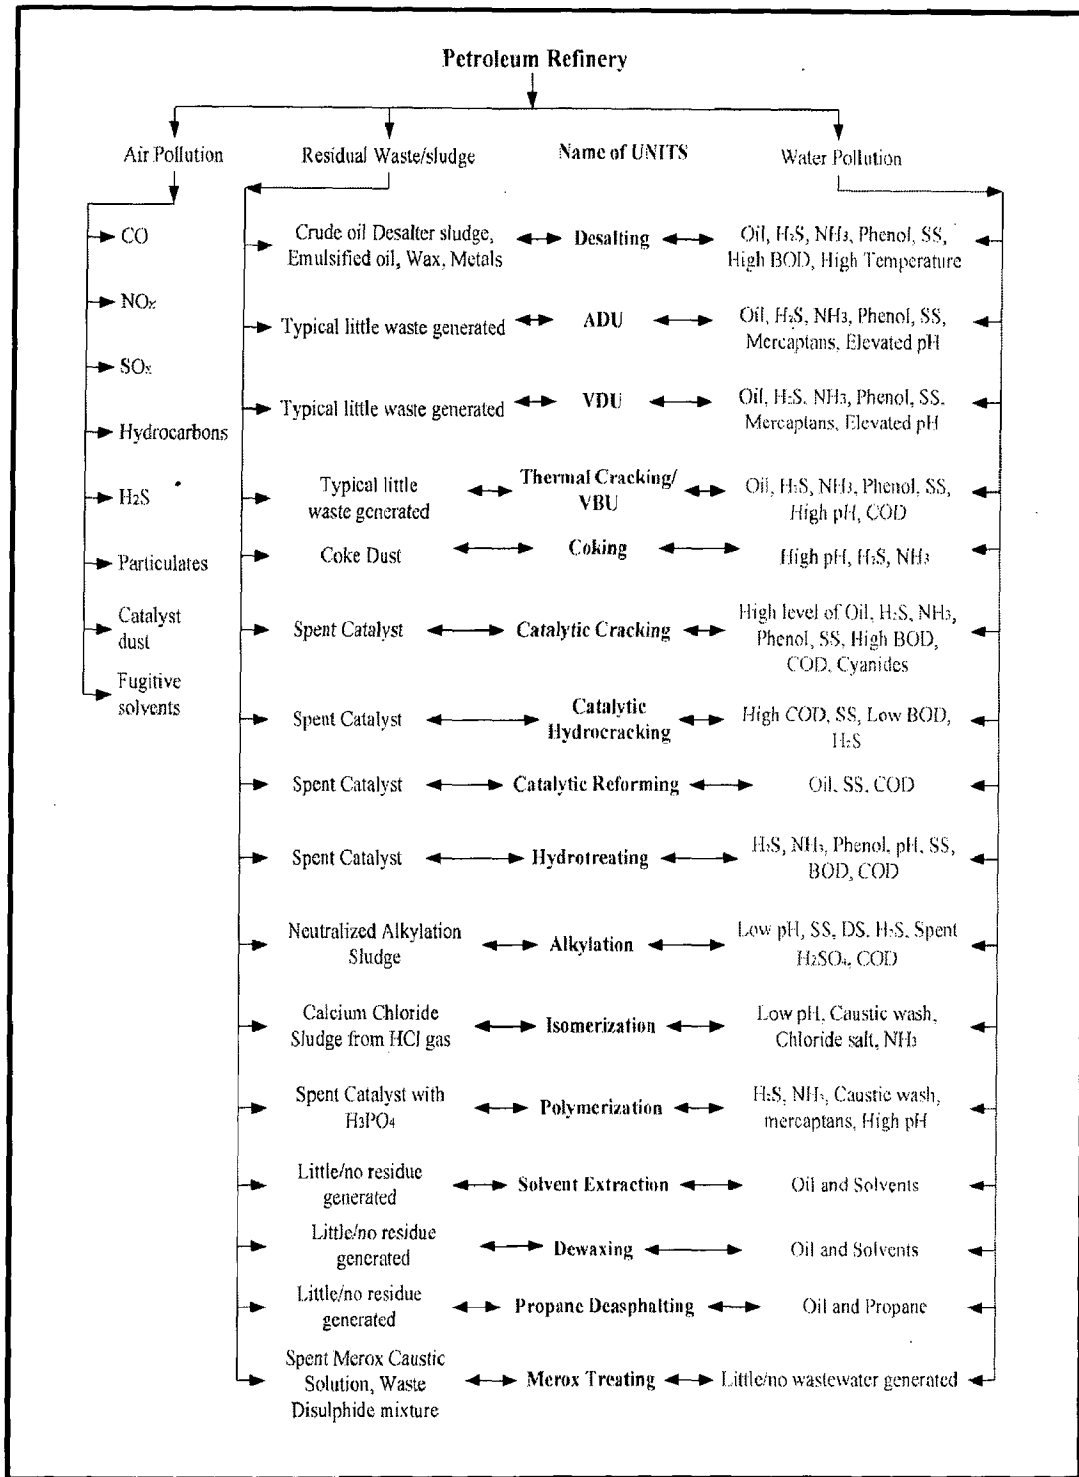 Petroleum Refinery
Air Pollution
Residual Waste/sludge
Name of UNITS
Water Pollution
CO
NOx
SOx
Hydrocarbons
H2S
Particulates
Catalyst
dust
Fugitive
solvents
Crude oil Desalter sludge,
Emulsified oil, Wax, Metals
Desalting
Oil, H2S, NH3, Phenol, SS,
High BOD, High Temperature
Typical little waste generated
ADU
Oil, H2S, NH3, Phenol, SS,
Mercaptans, Elevated pH
Typical little waste generated
VDU
Oil, H2S, NH3, Phenol, SS.
Mercaptans, Elevated pH
Typical little
waste generated
Thermal Cracking/
VBU
Oil, H2S, NH3, Phenol, SS,
High pH, COD
Coke Dust
Coking
High pH, H2S, NH3
Spent Catalyst
Catalytic Cracking
High level of Oil, H2S, NH3,
Phenol, SS, High BOD,
COD, Cyanides
Spent Catalyst
Catalytic
Hydrocracking
High COD, SS, Low BOD,
H2S
Spent Catalyst
Catalytic Reforming
Oil, SS, COD
Spent Catalyst
Hydrotreating
H2S, NH3, Phenol, pH, SS,
BOD, COD
Neutralized Alkylation
Sludge
Alkylation
Low pH, SS, DS, H2S, Spent
H2SO4, COD
Calcium Chloride
Sludge from HCl gas
Isomerization
Low pH, Caustic wash,
Chloride salt, NH3
Spent Catalyst with
H3PO4
Polymerization
H2S, NH3, Caustic wash,
mercaptans, High pH
Little/no residue
generated
Solvent Extraction
Oil and Solvents
Little/no residue
generated
Dewaxing
Oil and Solvents
Little/no residue
generated
Propane Deasphalting
Oil and Propane
Spent Merox Caustic
Solution, Waste
Disulphide mixture
Merox Treating
Little/no wastewater generated